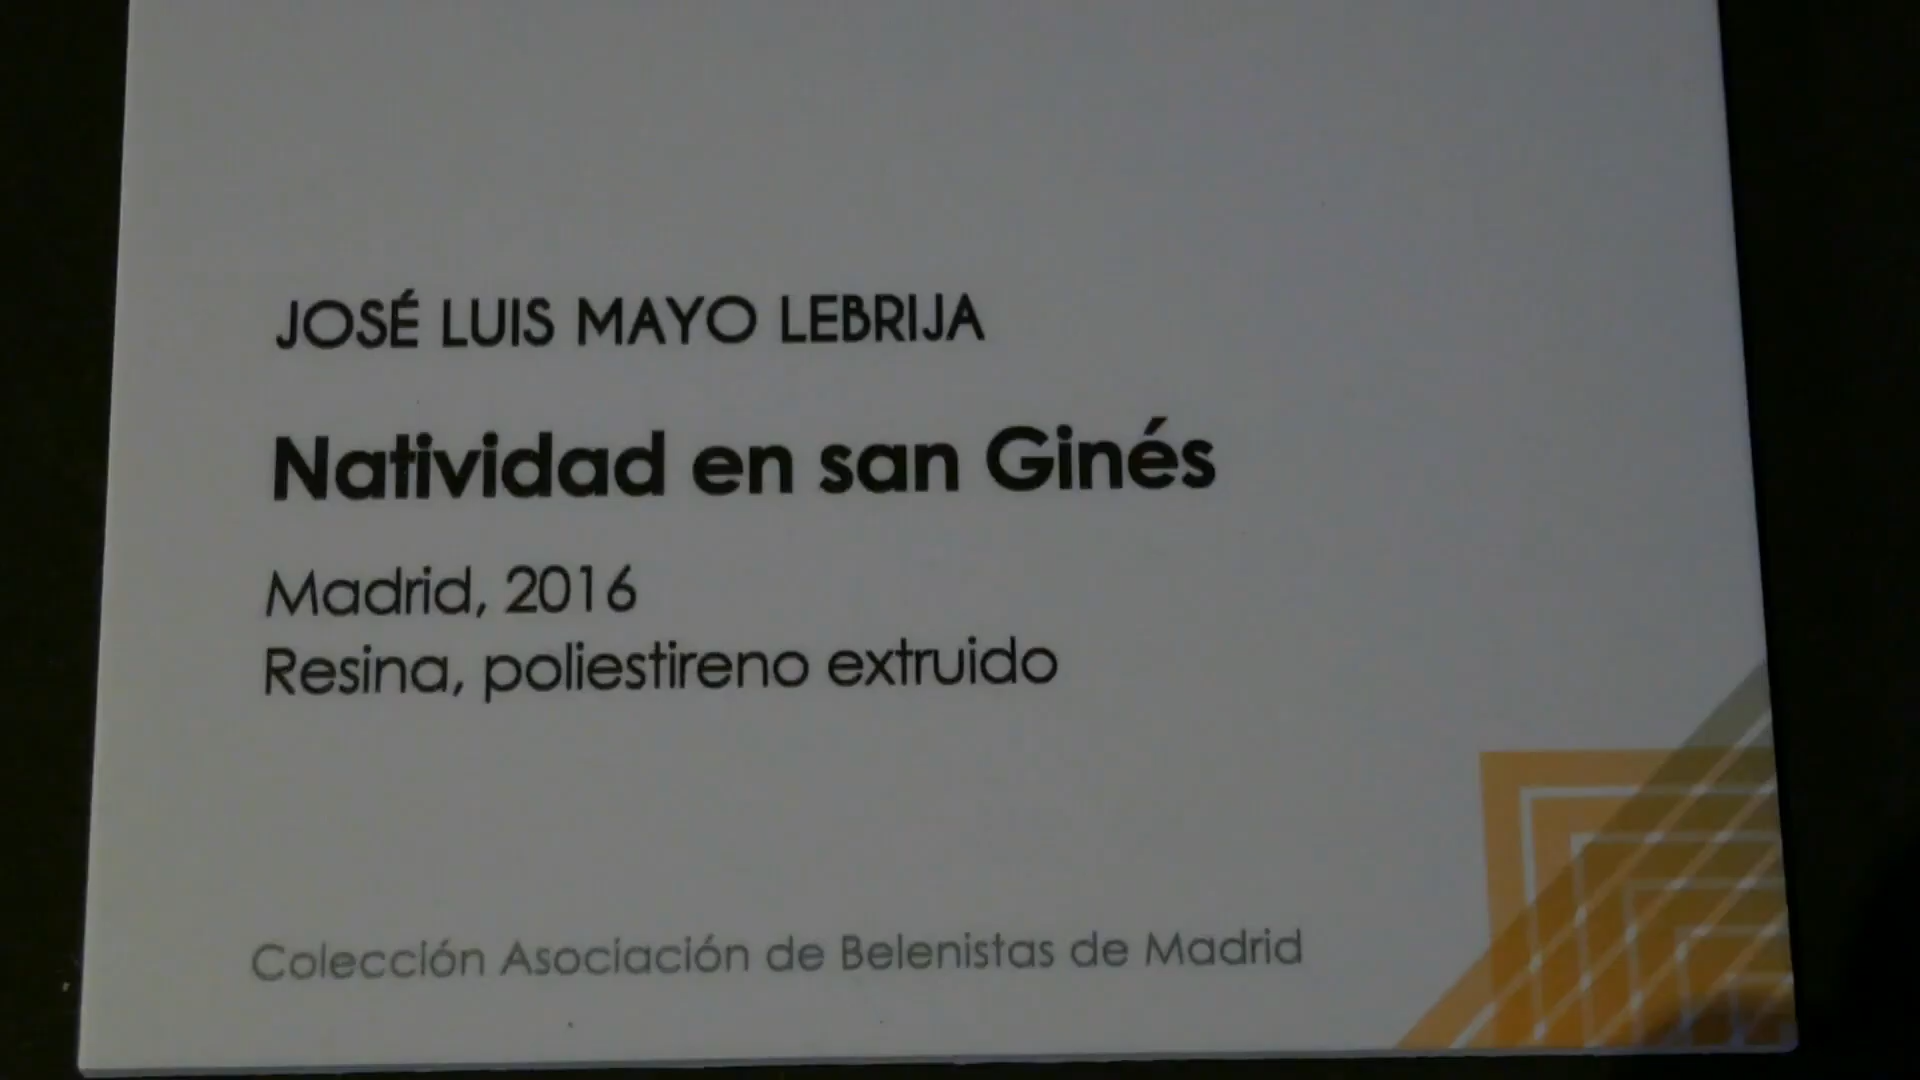 JOSÉ LUIS MAYO LEBRIJA
Natividad en san Ginés
Madrid, 2016
Resina, poliestireno extruido
Colección Asociación de Belenistas de Madrid